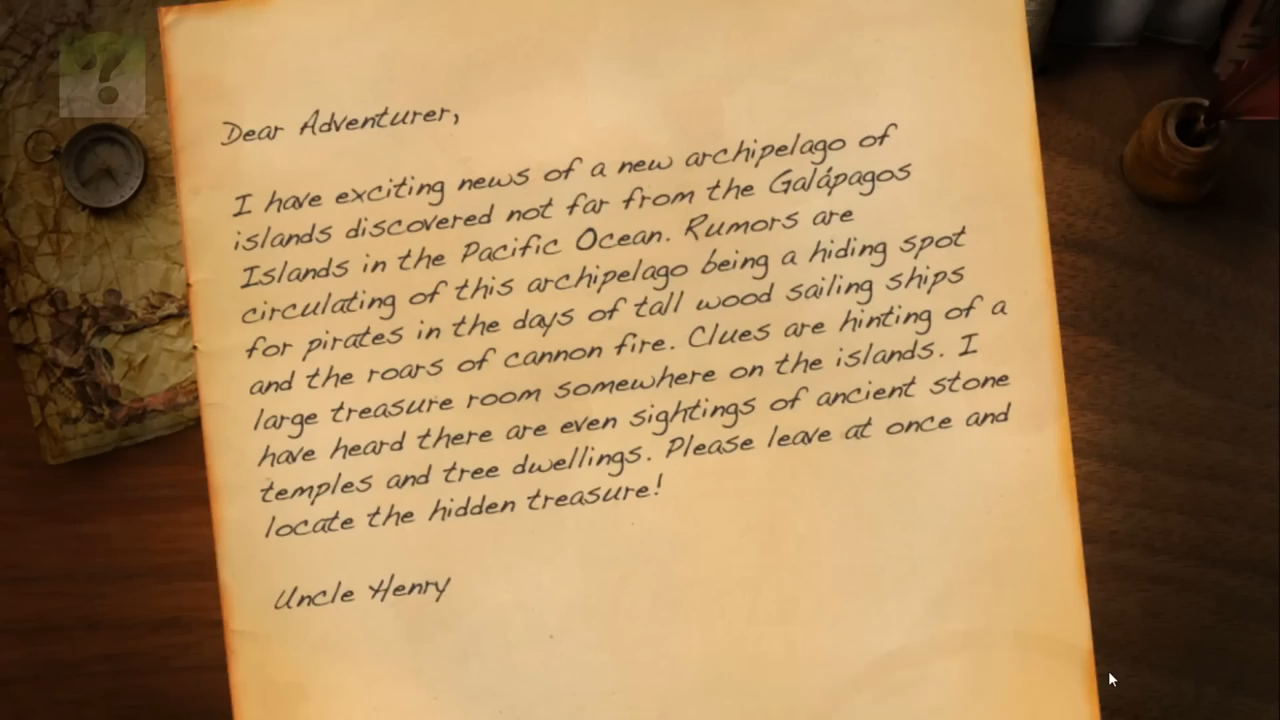 Dear Adventurer,
I have exciting news of a new archipelago of
islands discovered not far from the Galápagos
Islands in the Pacific Ocean. Rumors are
circulating of this archipelago being a hiding spot
for pirates in the days of tall wood sailing ships
and the roars of cannon fire. Clues are hinting of a
large treasure room somewhere on the islands. I
have heard there are even sightings of ancient stone
temples and tree dwellings. Please leave at once and
locate the hidden treasure!
Uncle Henry
?